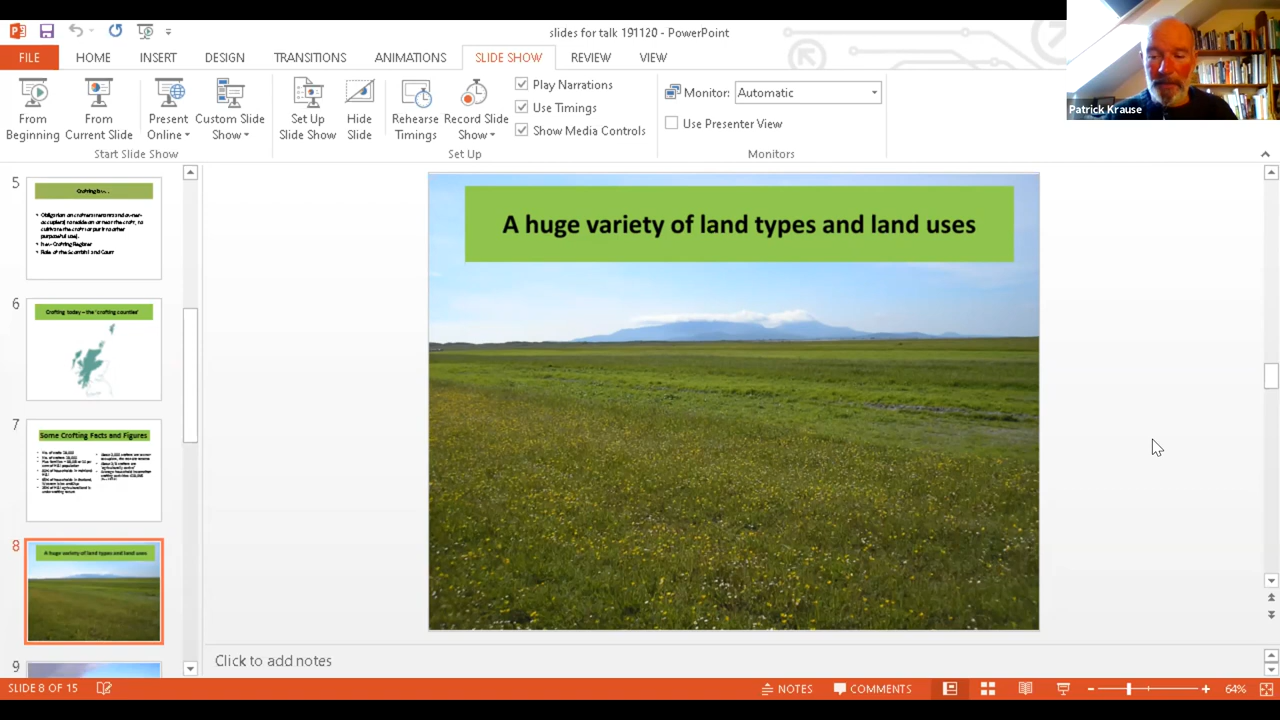 slides for talk 191120 - PowerPoint
FILE HOME INSERT DESIGN TRANSITIONS ANIMATIONS SLIDE SHOW REVIEW VIEW
Patrick Krause
From Beginning
From Current Slide
Present Online
Custom Slide Show
Start Slide Show
Set Up Slide Show
Hide Slide
Rehearse Timings
Record Slide Show
Play Narrations
Use Timings
Show Media Controls
Set Up
Monitor: Automatic
Use Presenter View
Monitors
5
6
Crofting today – the 'crofting counties'
7
Some Crofting Facts and Figures
8
A huge variety of land types and land uses
9
A huge variety of land types and land uses
Click to add notes
SLIDE 8 OF 15
NOTES COMMENTS 64%